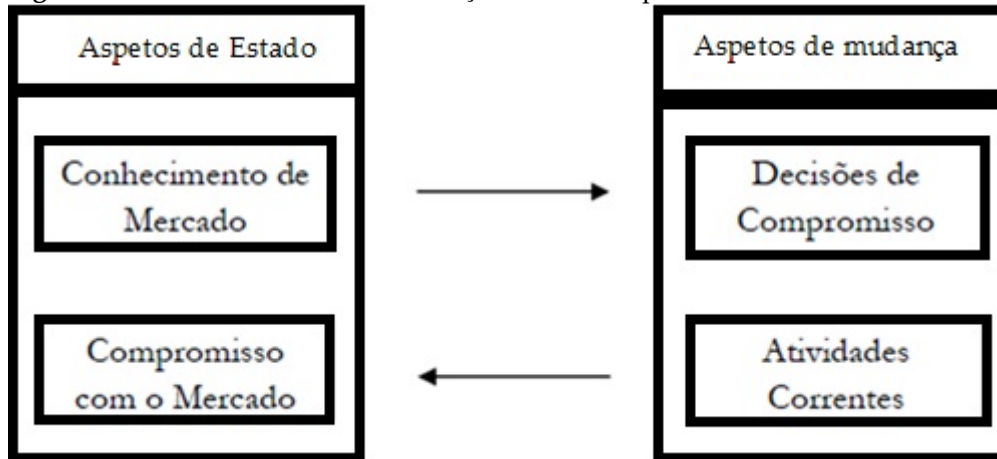 Aspetos de Estado
Aspetos de mudança
Conhecimento de
Mercado
Decisões de
Compromisso
Compromisso
com o Mercado
Atividades
Correntes